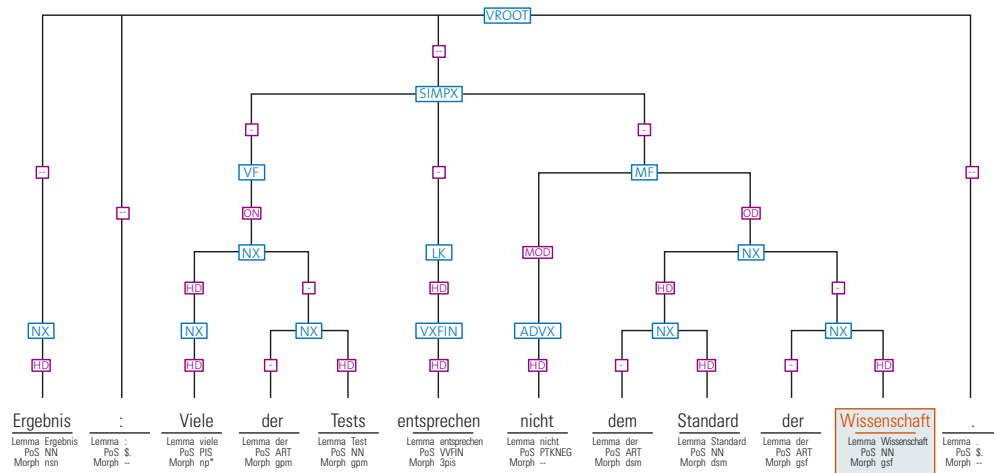 VROOT
--
SIMPX
- -
-- VF - MF --
-- ON OD
NX LK MOD NX
HD - HD HD -
NX NX NX VXFIN ADVX NX NX
HD HD - HD HD HD - HD - HD
Ergebnis : Viele der Tests entsprechen nicht dem Standard der Wissenschaft .
Lemma Ergebnis Lemma : Lemma viele Lemma der Lemma Test Lemma entsprechen Lemma nicht Lemma der Lemma Standard Lemma der Lemma Wissenschaft Lemma .
PoS NN PoS $. PoS PIS PoS ART PoS NN PoS VVFIN PoS PTKNEG PoS ART PoS NN PoS ART PoS NN PoS $.
Morph nsn Morph -- Morph np* Morph gpm Morph gpm Morph 3pis Morph -- Morph dsm Morph dsm Morph gsf Morph gsf Morph --